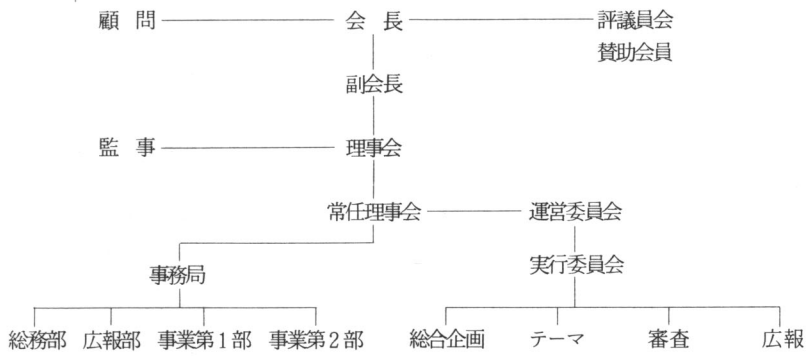 顧 問 会 長 評議員会
賛助会員
副会長
監 事 理事会
常任理事会 運営委員会
実行委員会
事務局
総務部 広報部 事業第1部 事業第2部 総合企画 テーマ 審査 広報